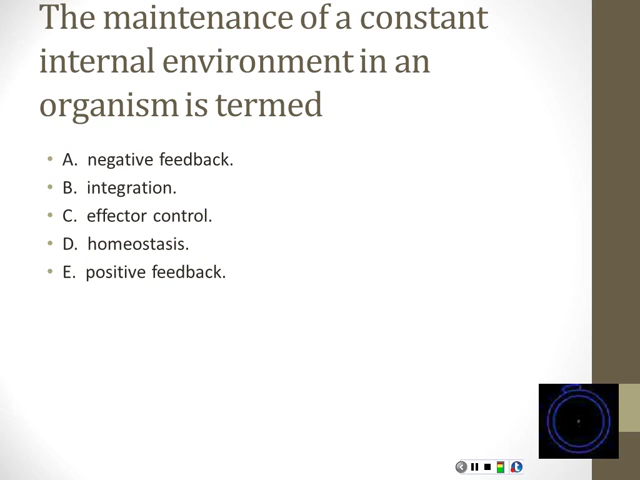 The maintenance of a constant
internal environment in an
organism is termed
• A. negative feedback.
• B. integration.
• C. effector control.
• D. homeostasis.
• E. positive feedback.